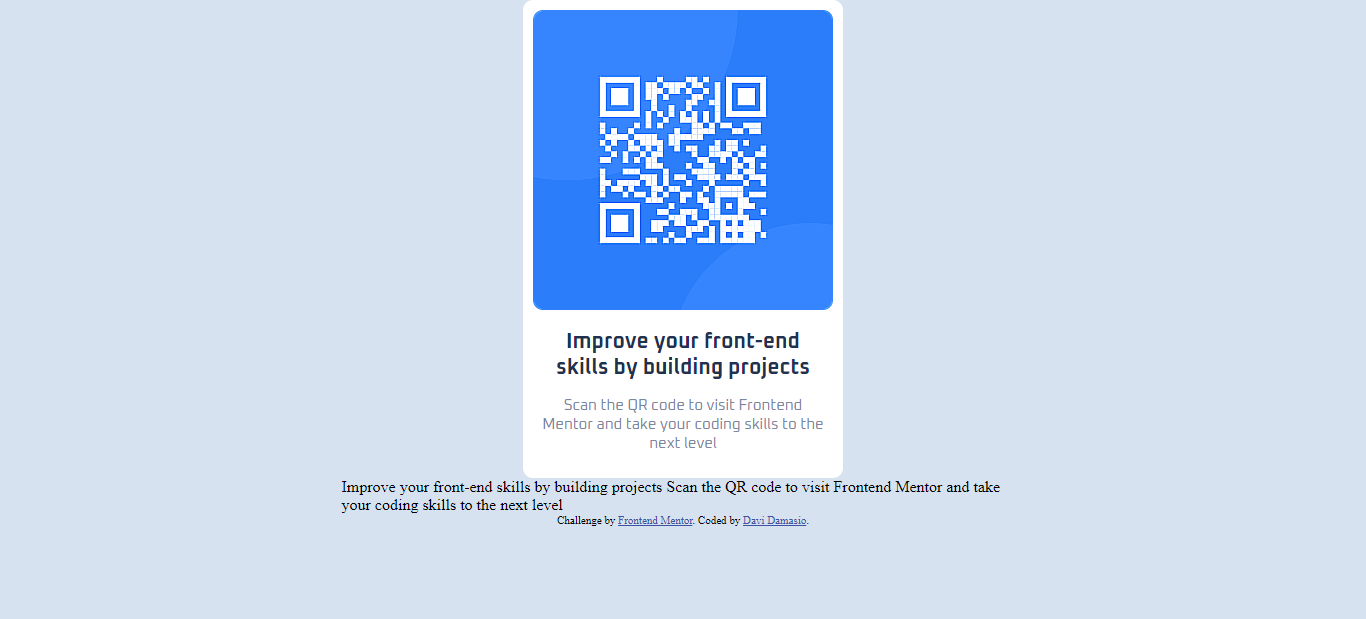 Improve your front-end
skills by building projects
Scan the QR code to visit Frontend
Mentor and take your coding skills to the
next level
Improve your front-end skills by building projects Scan the QR code to visit Frontend Mentor and take
your coding skills to the next level
Challenge by Frontend Mentor. Coded by Davi Damasio.